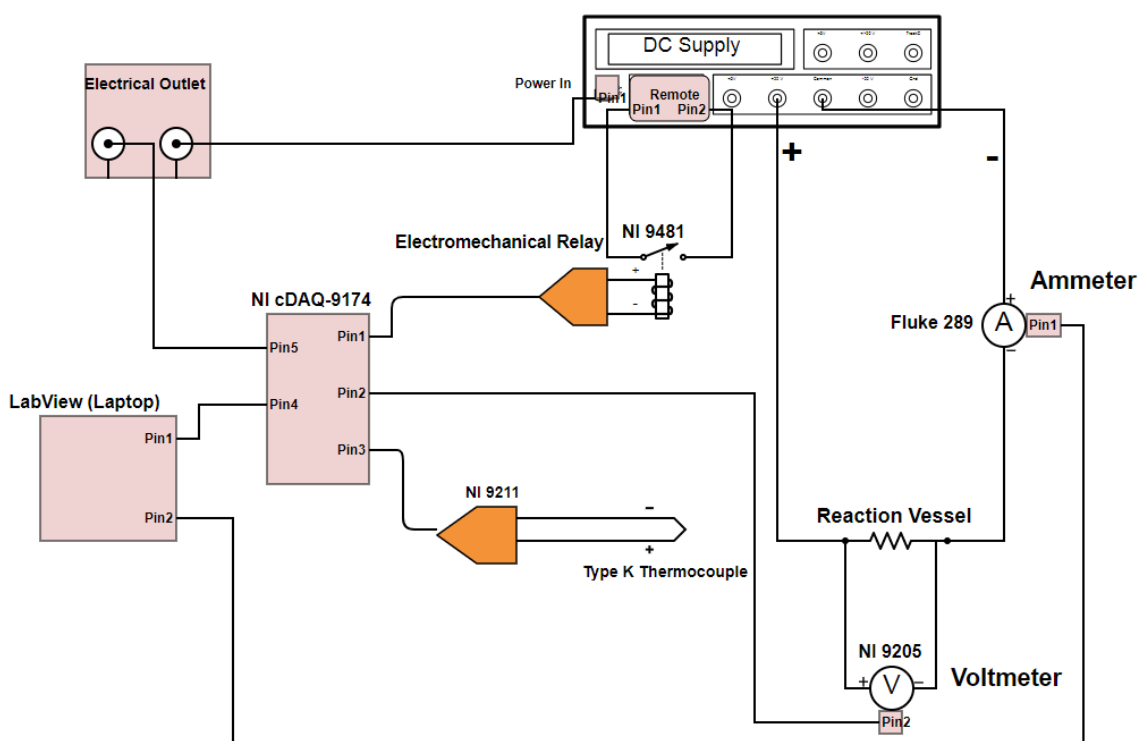 DC Supply
Electrical Outlet
Power In
Pin1
Remote
Pin1
Pin2
+
-
NI 9481
Electromechanical Relay
+
-
NI cDAQ-9174
Pin1
Pin5
Pin2
Pin4
Pin3
Ammeter
+
Fluke 289
A
Pin1
-
LabView (Laptop)
Pin1
Pin2
NI 9211
-
+
Type K Thermocouple
Reaction Vessel
NI 9205
+
V
-
Voltmeter
Pin2